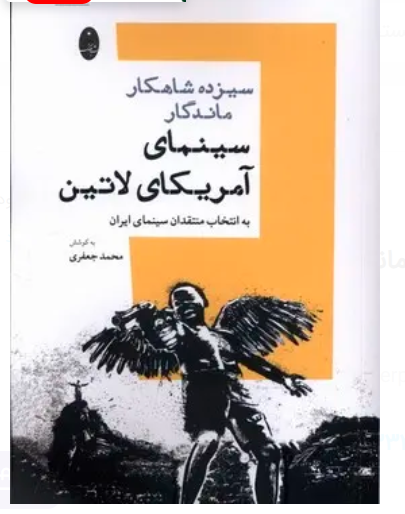 سیزده شاهکار
ماندگار
سینمای
آمریکای لاتین
به انتخاب منتقدان سینمای ایران
به کوشش
محمد جعفری